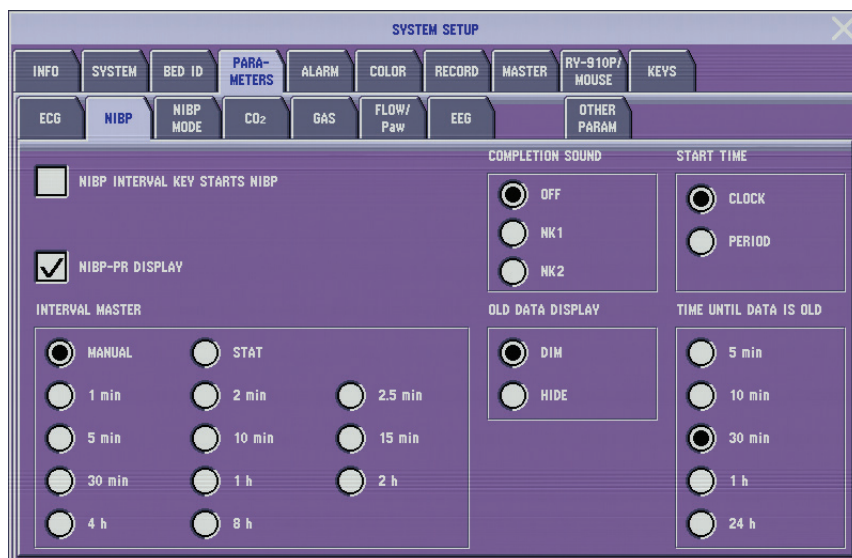 SYSTEM SETUP
INFO SYSTEM BED ID PARA-METERS ALARM COLOR RECORD MASTER RY-910P/MOUSE KEYS
ECG NIBP NIBP MODE CO₂ GAS FLOW/Paw EEG OTHER PARAM
NIBP INTERVAL KEY STARTS NIBP
NIBP-PR DISPLAY
INTERVAL MASTER
MANUAL STAT
1 min 2 min 2.5 min
5 min 10 min 15 min
30 min 1 h 2 h
4 h 8 h
COMPLETION SOUND
OFF
NK1
NK2
OLD DATA DISPLAY
DIM
HIDE
START TIME
CLOCK
PERIOD
TIME UNTIL DATA IS OLD
5 min
10 min
30 min
1 h
24 h